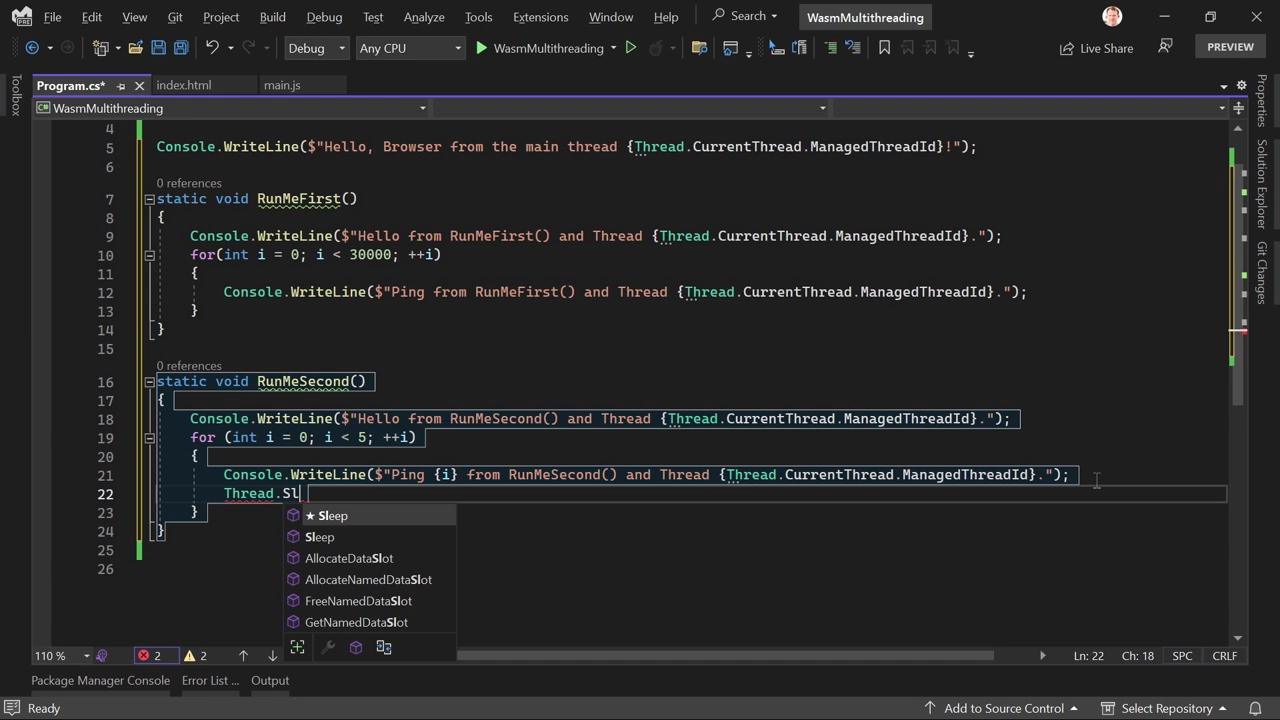 File Edit View Git Project Build Debug Test Analyze Tools Extensions Window Help Search WasmMultithreading
Debug Any CPU WasmMultithreading Live Share PREVIEW
Program.cs* index.html main.js
WasmMultithreading
Toolbox
Properties
Solution Explorer
Git Changes
4
5 Console.WriteLine($"Hello, Browser from the main thread {Thread.CurrentThread.ManagedThreadId}!");
6
0 references
7 static void RunMeFirst()
8 {
9 Console.WriteLine($"Hello from RunMeFirst() and Thread {Thread.CurrentThread.ManagedThreadId}.");
10 for(int i = 0; i < 30000; ++i)
11 {
12 Console.WriteLine($"Ping from RunMeFirst() and Thread {Thread.CurrentThread.ManagedThreadId}.");
13 }
14 }
15
0 references
16 static void RunMeSecond()
17 {
18 Console.WriteLine($"Hello from RunMeSecond() and Thread {Thread.CurrentThread.ManagedThreadId}.");
19 for (int i = 0; i < 5; ++i)
20 {
21 Console.WriteLine($"Ping {i} from RunMeSecond() and Thread {Thread.CurrentThread.ManagedThreadId}.");
22 Thread.Sl
23 }
24 }
25
26
★ Sleep
Sleep
AllocateDataSlot
AllocateNamedDataSlot
FreeNamedDataSlot
GetNamedDataSlot
110 % 2 2 Ln: 22 Ch: 18 SPC CRLF
Package Manager Console Error List ... Output
Ready Add to Source Control Select Repository